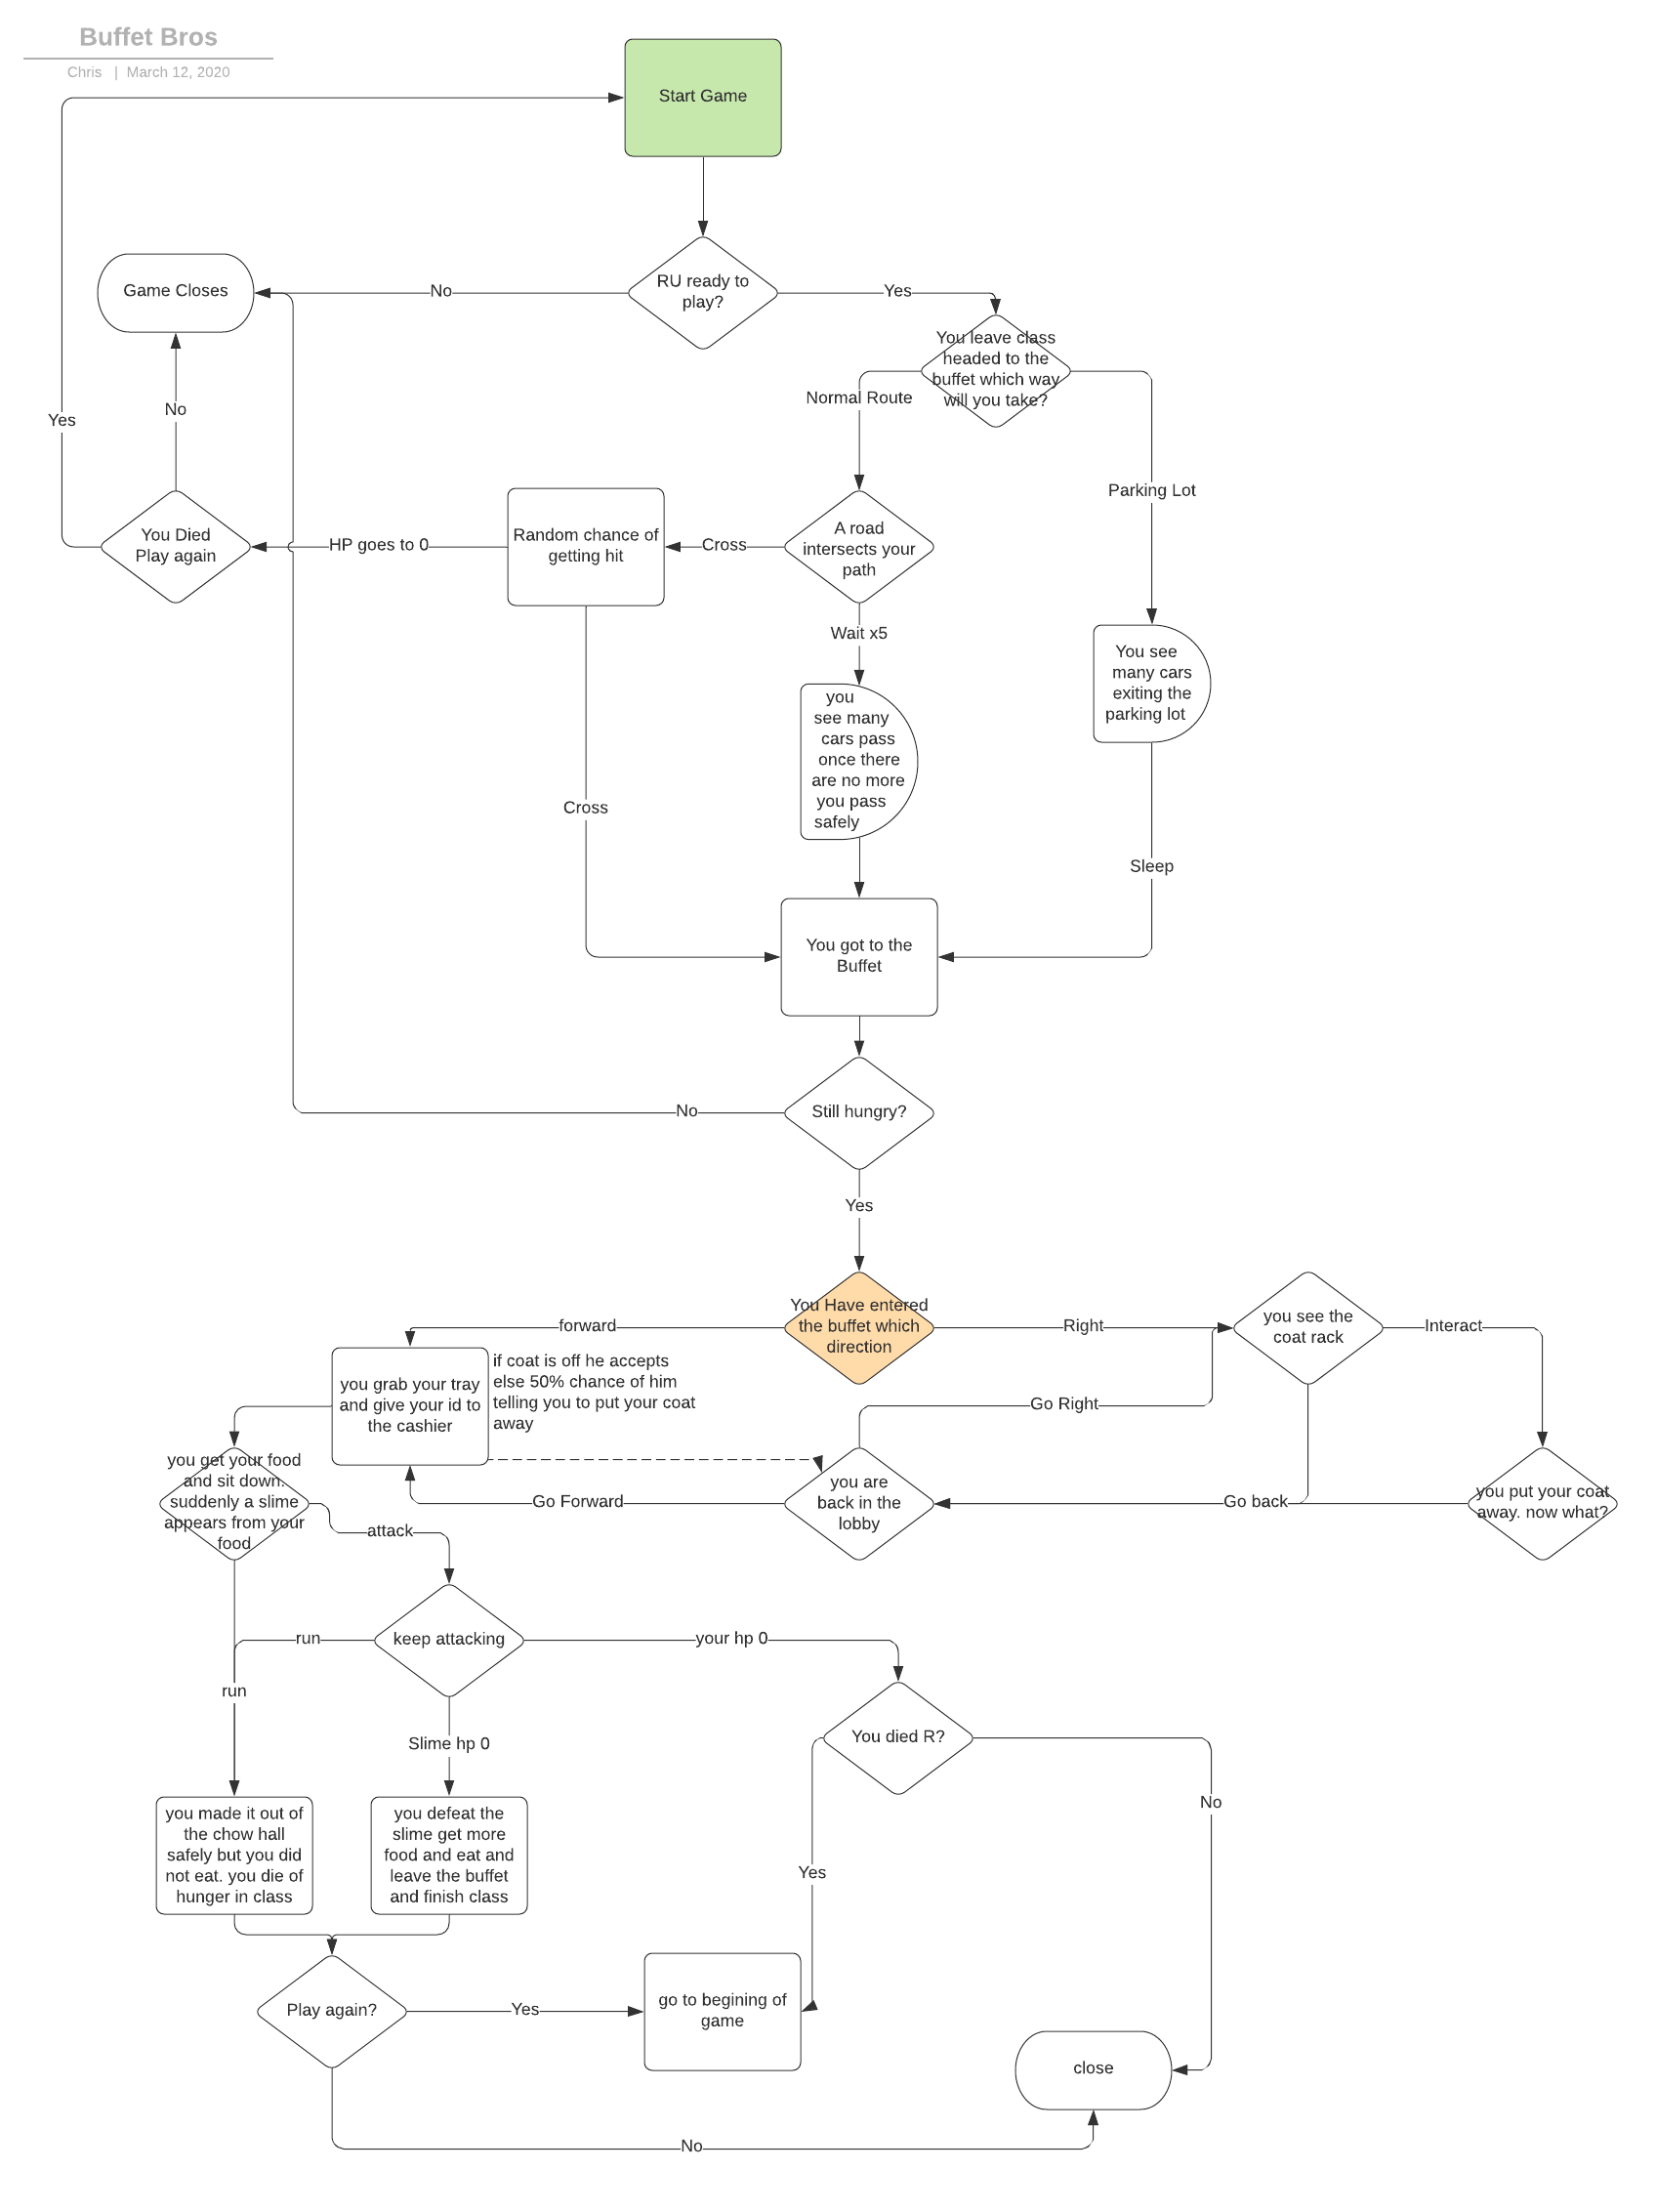 Buffet Bros
Chris | March 12, 2020
Start Game
RU ready to
play?
No
Yes
Game Closes
You leave class
headed to the
buffet which way
will you take?
Normal Route
Parking Lot
Yes
No
You Died
Play again
HP goes to 0
Random chance of
getting hit
Cross
A road
intersects your
path
Wait x5
You see
many cars
exiting the
parking lot
you
see many
cars pass
once there
are no more
you pass
safely
Cross
Sleep
You got to the
Buffet
Still hungry?
No
Yes
You Have entered
the buffet which
direction
forward
Right
you see the
coat rack
Interact
you grab your tray
and give your id to
the cashier
if coat is off he accepts
else 50% chance of him
telling you to put your coat
away
Go Right
you get your food
and sit down.
suddenly a slime
appears from your
food
Go Forward
you are
back in the
lobby
Go back
you put your coat
away. now what?
attack
run
keep attacking
your hp 0
run
Slime hp 0
You died R?
No
you made it out of
the chow hall
safely but you did
not eat. you die of
hunger in class
you defeat the
slime get more
food and eat and
leave the buffet
and finish class
Yes
Play again?
Yes
go to begining of
game
close
No